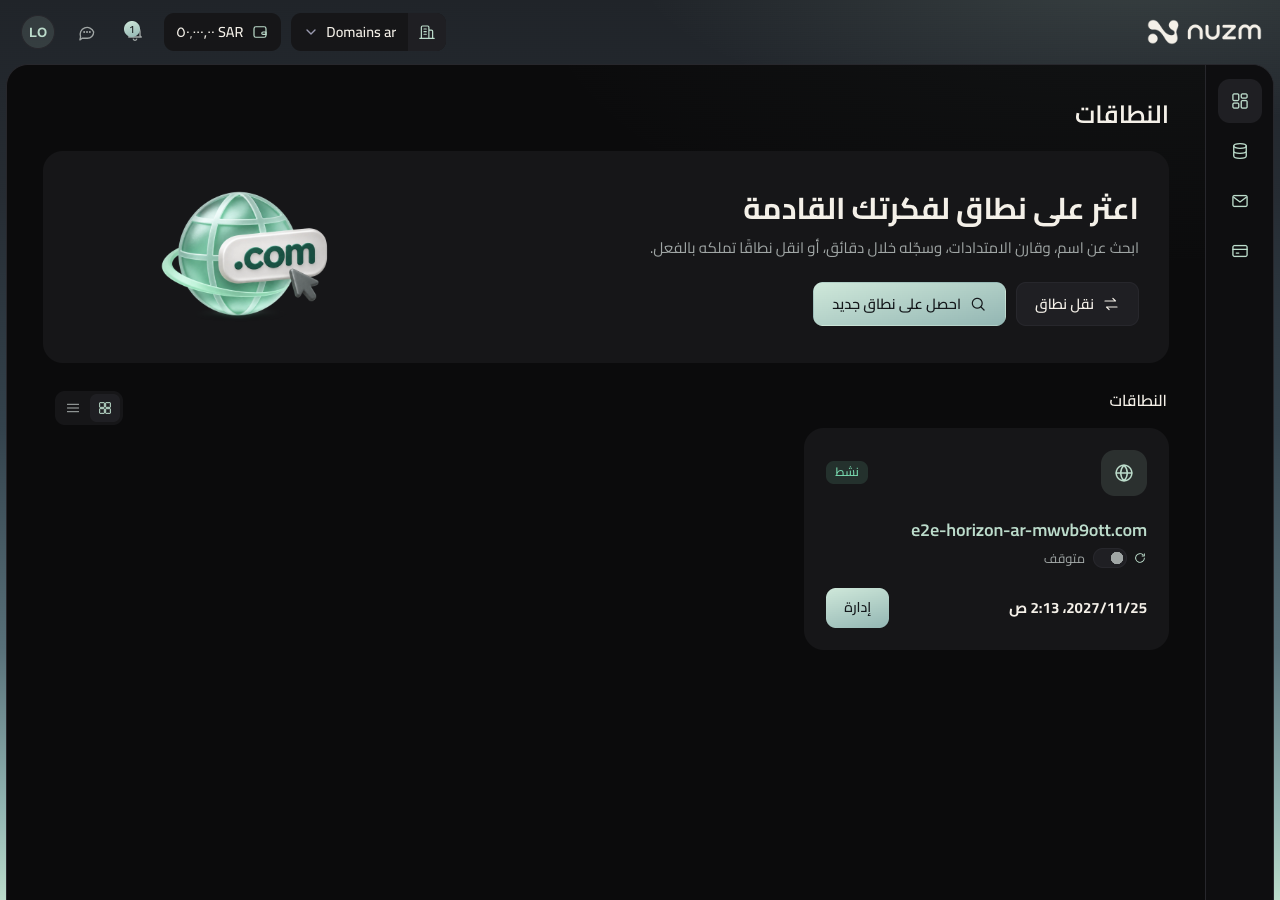 nuzm
Domains ar
٥٠,٠٠٠,٠٠ SAR
1
LO
النطاقات
اعثر على نطاق لفكرتك القادمة
ابحث عن اسم، وقارن الامتدادات، وسجّله خلال دقائق، أو انقل نطاقًا تملكه بالفعل.
نقل نطاق
احصل على نطاق جديد
.com
النطاقات
نشط
e2e-horizon-ar-mwvb9ott.com
متوقف
2027/11/25، 2:13 ص
إدارة